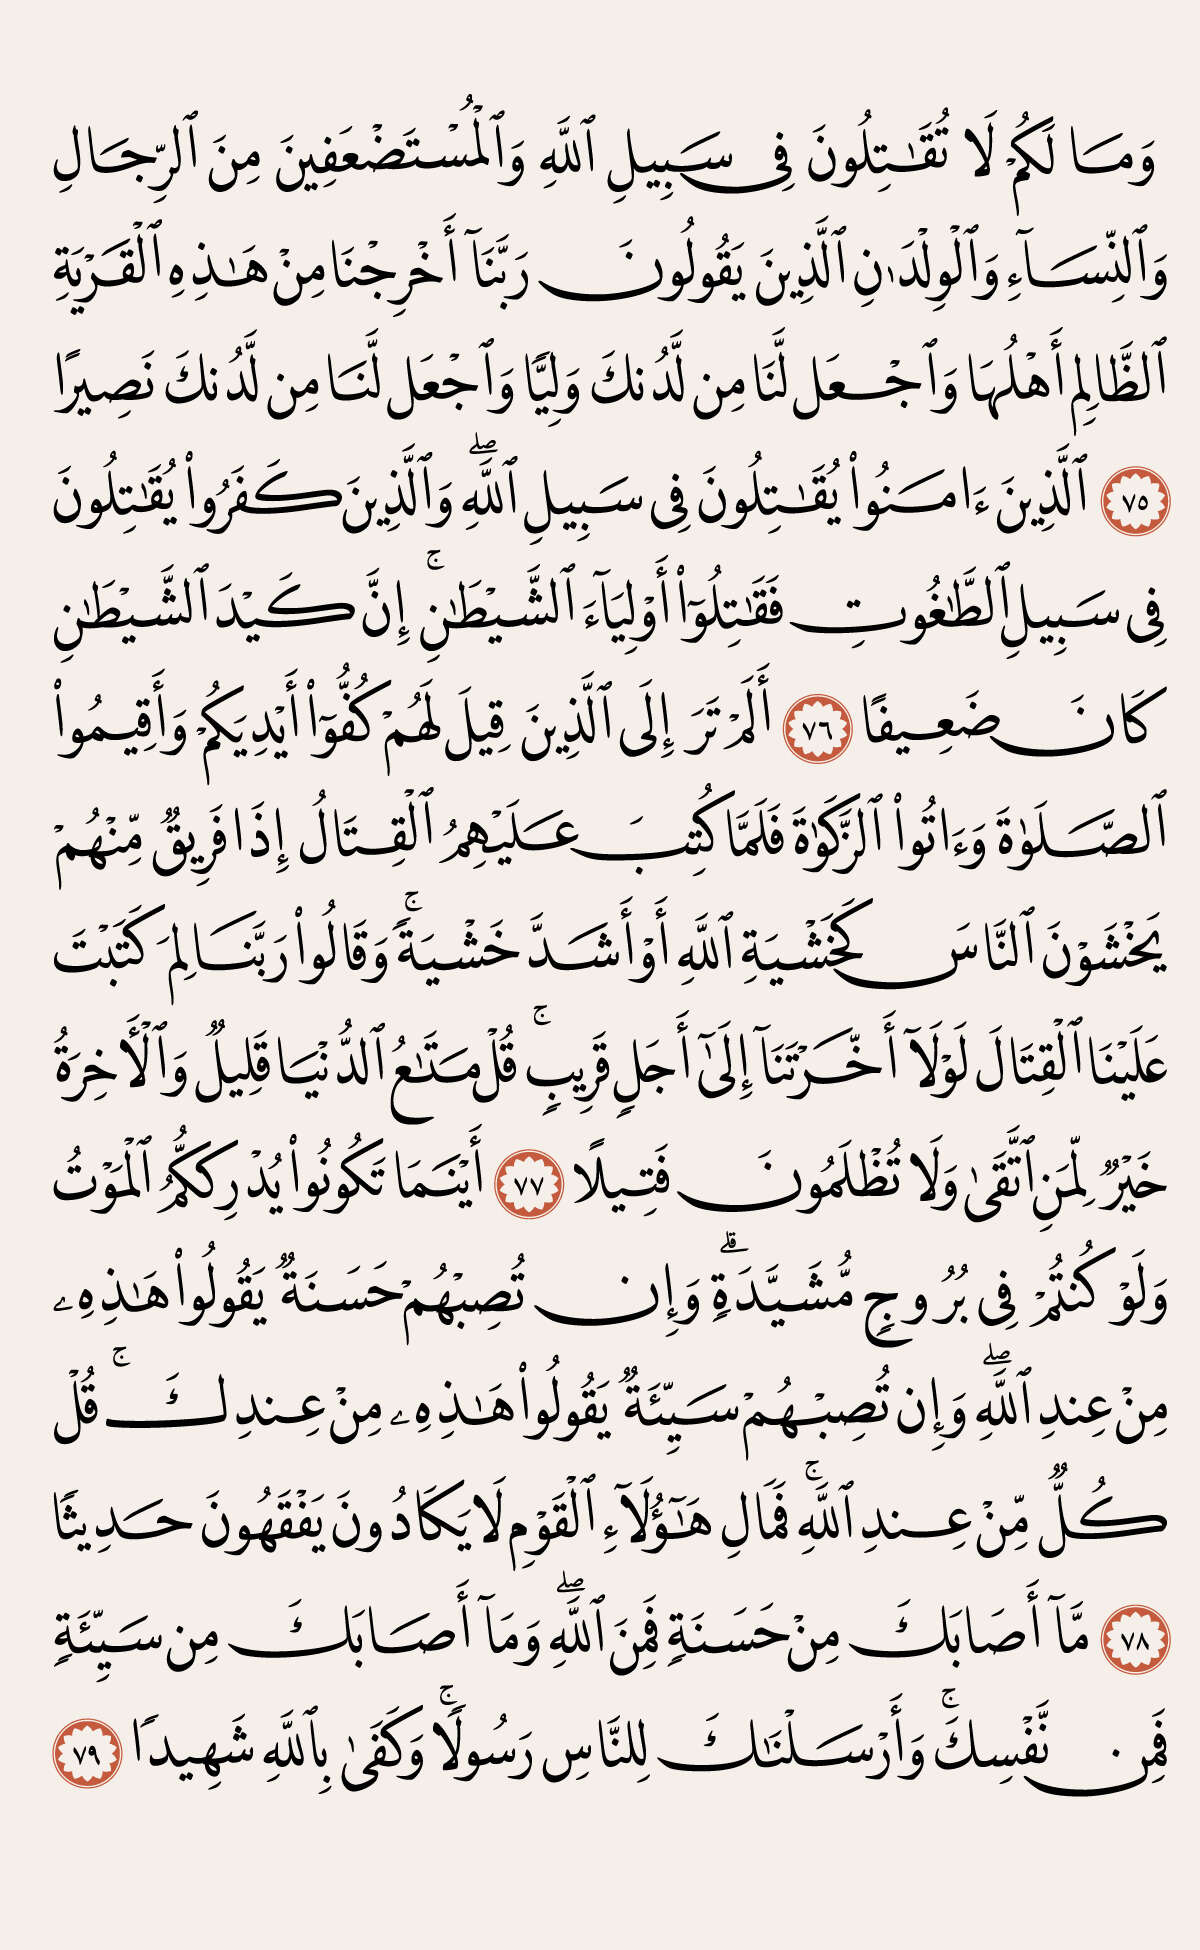 وَمَا لَكُمْ لَا تُقَـٰتِلُونَ فِى سَبِيلِ ٱللَّهِ وَٱلْمُسْتَضْعَفِينَ مِنَ ٱلرِّجَالِ
وَٱلنِّسَآءِ وَٱلْوِلْدَٰنِ ٱلَّذِينَ يَقُولُونَ رَبَّنَآ أَخْرِجْنَا مِنْ هَـٰذِهِ ٱلْقَرْيَةِ
ٱلظَّالِمِ أَهْلُهَا وَٱجْعَل لَّنَا مِن لَّدُنكَ وَلِيًّا وَٱجْعَل لَّنَا مِن لَّدُنكَ نَصِيرًا
٧٥ ٱلَّذِينَ ءَامَنُوا۟ يُقَـٰتِلُونَ فِى سَبِيلِ ٱللَّهِ ۖ وَٱلَّذِينَ كَفَرُوا۟ يُقَـٰتِلُونَ
فِى سَبِيلِ ٱلطَّـٰغُوتِ فَقَـٰتِلُوٓا۟ أَوْلِيَآءَ ٱلشَّيْطَـٰنِ ۚ إِنَّ كَيْدَ ٱلشَّيْطَـٰنِ
كَانَ ضَعِيفًا ٧٦ أَلَمْ تَرَ إِلَى ٱلَّذِينَ قِيلَ لَهُمْ كُفُّوٓا۟ أَيْدِيَكُمْ وَأَقِيمُوا۟
ٱلصَّلَوٰةَ وَءَاتُوا۟ ٱلزَّكَوٰةَ فَلَمَّا كُتِبَ عَلَيْهِمُ ٱلْقِتَالُ إِذَا فَرِيقٌ مِّنْهُمْ
يَخْشَوْنَ ٱلنَّاسَ كَخَشْيَةِ ٱللَّهِ أَوْ أَشَدَّ خَشْيَةً ۚ وَقَالُوا۟ رَبَّنَا لِمَ كَتَبْتَ
عَلَيْنَا ٱلْقِتَالَ لَوْلَآ أَخَّرْتَنَآ إِلَىٰٓ أَجَلٍ قَرِيبٍ ۚ قُلْ مَتَـٰعُ ٱلدُّنْيَا قَلِيلٌ وَٱلْـَٔاخِرَةُ
خَيْرٌ لِّمَنِ ٱتَّقَىٰ وَلَا تُظْلَمُونَ فَتِيلًا ٧٧ أَيْنَمَا تَكُونُوا۟ يُدْرِككُّمُ ٱلْمَوْتُ
وَلَوْ كُنتُمْ فِى بُرُوجٍ مُّشَيَّدَةٍ ۗ وَإِن تُصِبْهُمْ حَسَنَةٌ يَقُولُوا۟ هَـٰذِهِۦ
مِنْ عِندِ ٱللَّهِ ۖ وَإِن تُصِبْهُمْ سَيِّئَةٌ يَقُولُوا۟ هَـٰذِهِۦ مِنْ عِندِكَ ۚ قُلْ
كُلٌّ مِّنْ عِندِ ٱللَّهِ ۚ فَمَالِ هَـٰٓؤُلَآءِ ٱلْقَوْمِ لَا يَكَادُونَ يَفْقَهُونَ حَدِيثًا
٧٨ مَّآ أَصَابَكَ مِنْ حَسَنَةٍ فَمِنَ ٱللَّهِ ۖ وَمَآ أَصَابَكَ مِن سَيِّئَةٍ
فَمِن نَّفْسِكَ ۚ وَأَرْسَلْنَـٰكَ لِلنَّاسِ رَسُولًا ۚ وَكَفَىٰ بِٱللَّهِ شَهِيدًا ٧٩